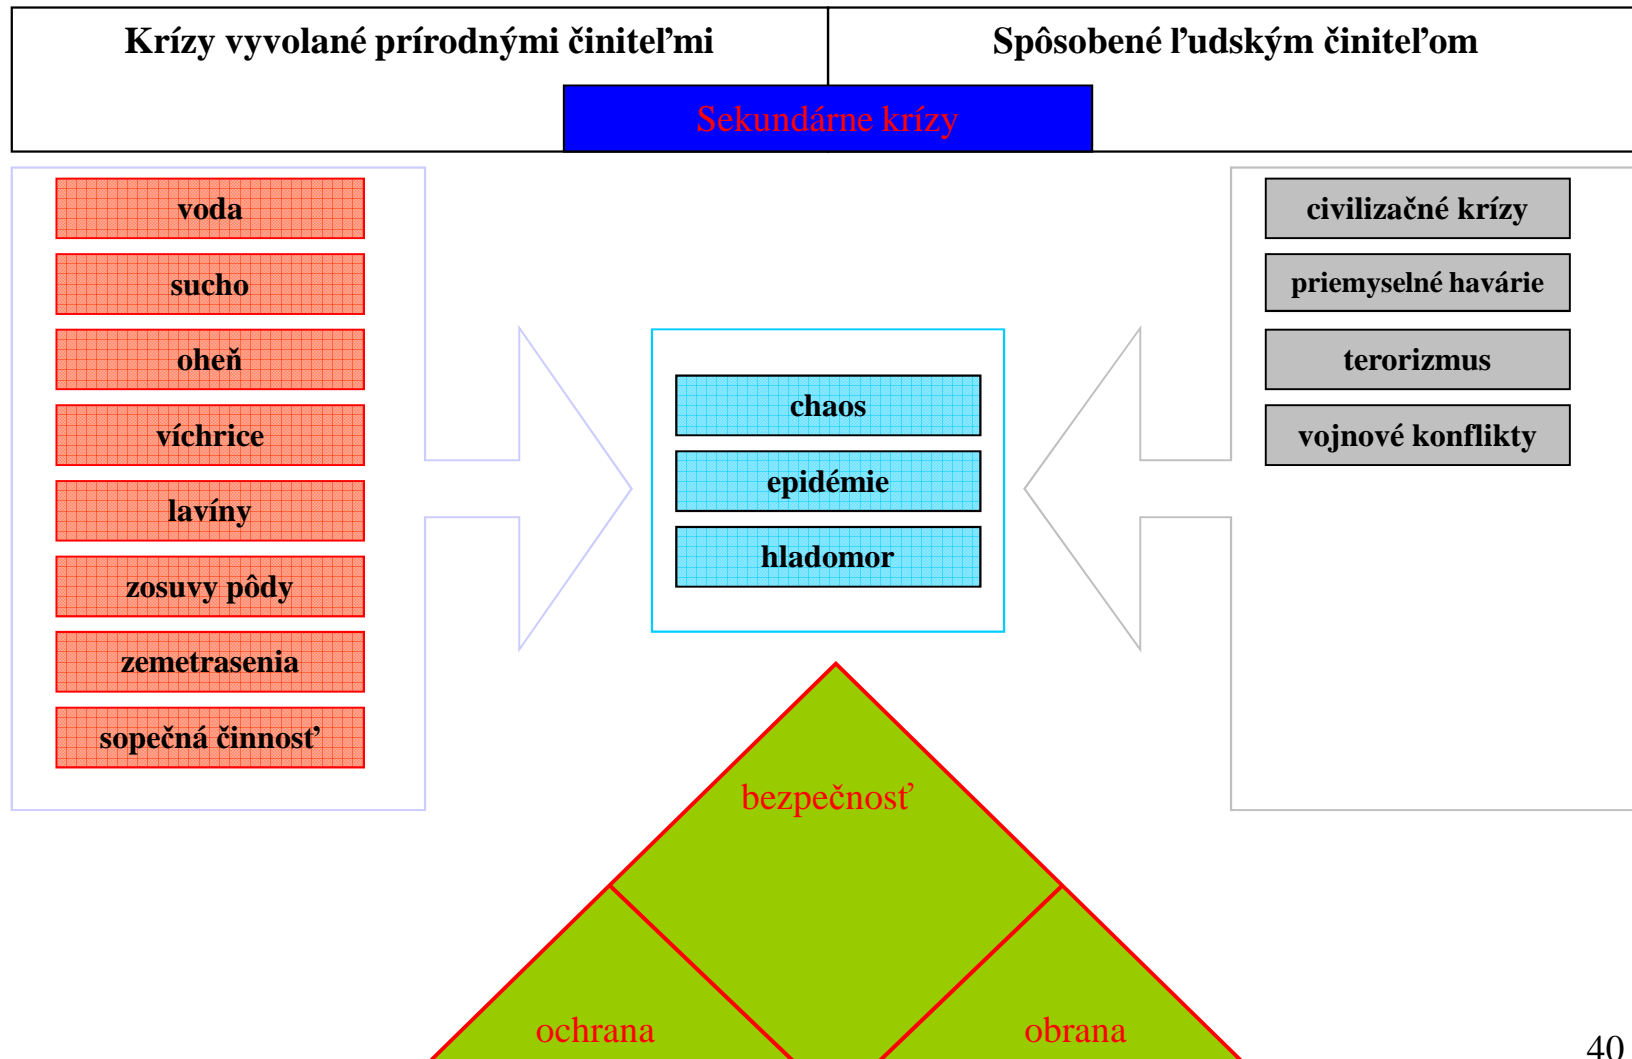 Krízy vyvolané prírodnými činiteľmi
Spôsobené ľudským činiteľom
Sekundárne krízy
voda
sucho
oheň
víchrice
lavíny
zosuvy pôdy
zemetrasenia
sopečná činnosť
chaos
epidémie
hladomor
civilizačné krízy
priemyselné havárie
terorizmus
vojnové konflikty
bezpečnosť
ochrana
obrana
40